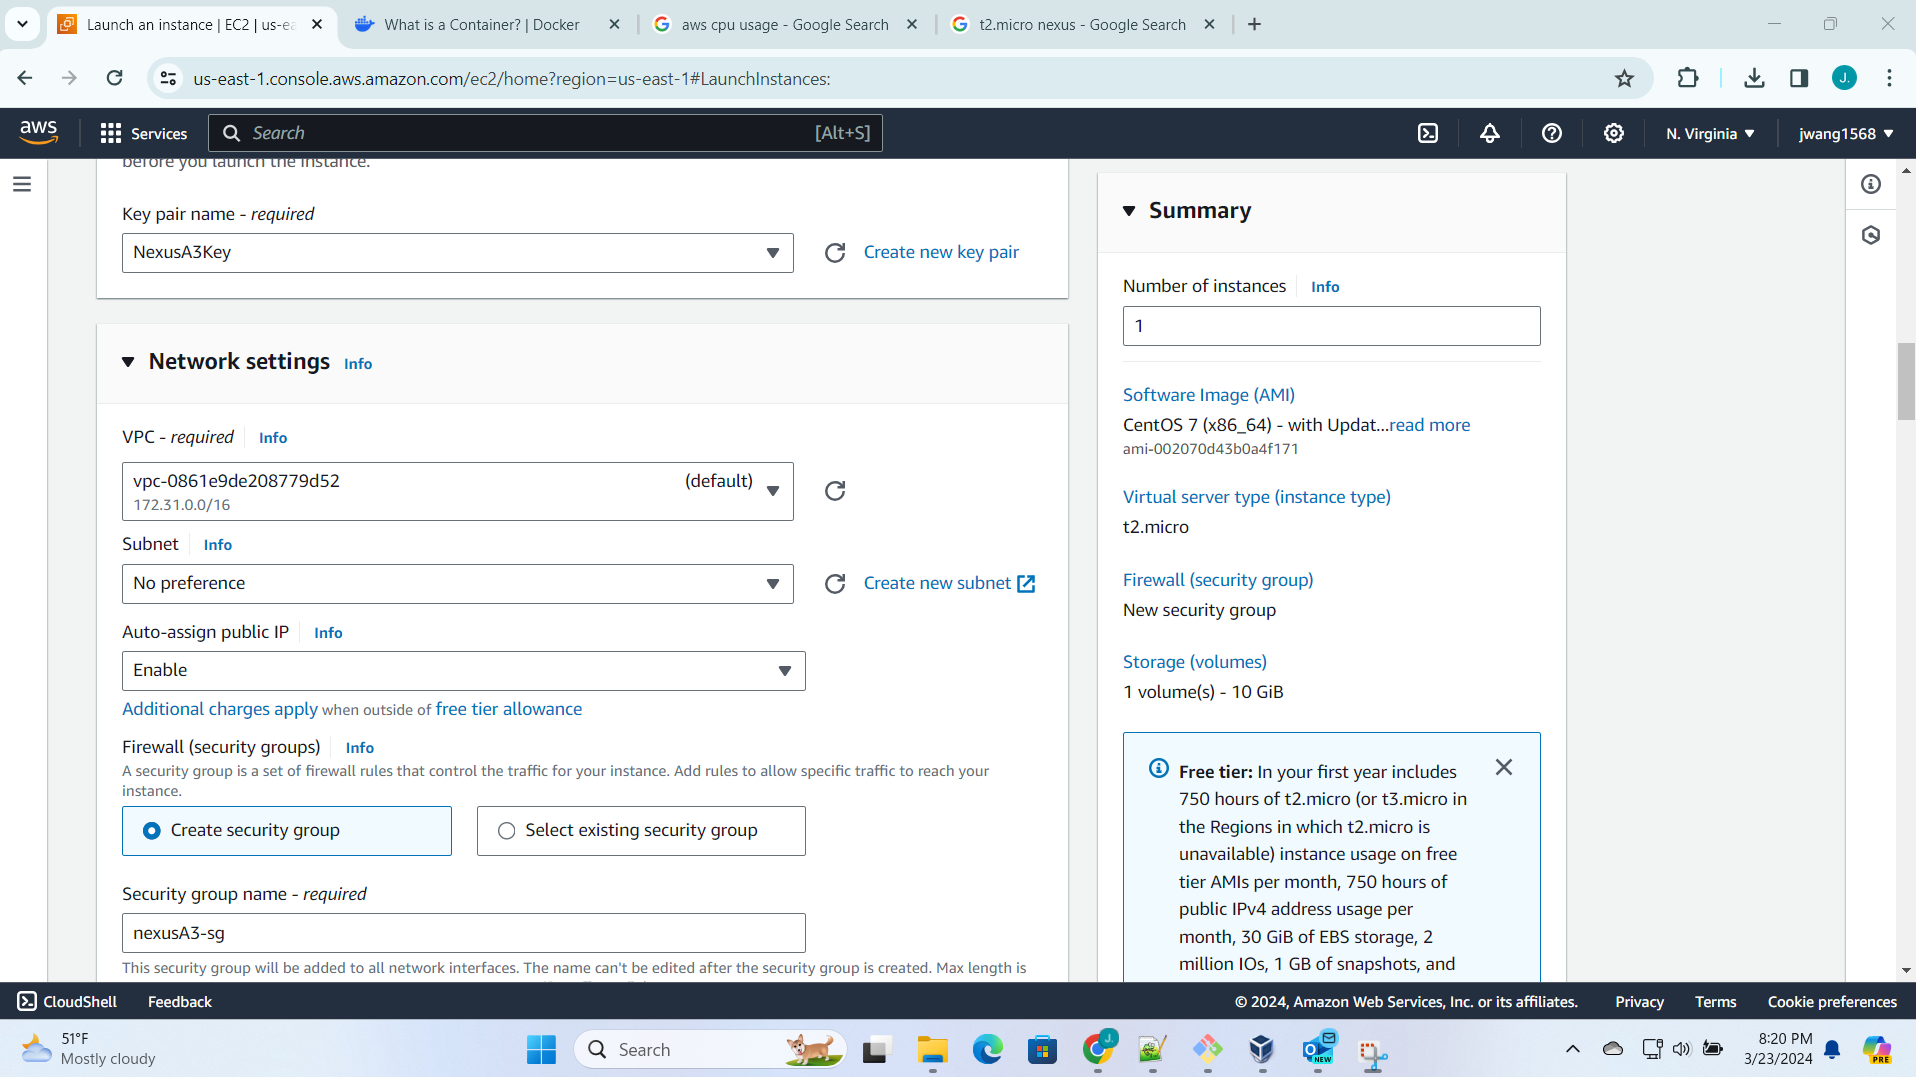 Launch an instance | EC2 | us-ea
What is a Container? | Docker
aws cpu usage - Google Search
t2.micro nexus - Google Search
us-east-1.console.aws.amazon.com/ec2/home?region=us-east-1#LaunchInstances:
J.
aws
Services
Search
[Alt+S]
N. Virginia
jwang1568
before you launch the instance.
Key pair name - required
NexusA3Key
Create new key pair
Network settings Info
VPC - required Info
vpc-0861e9de208779d52 (default)
172.31.0.0/16
Subnet Info
No preference
Create new subnet
Auto-assign public IP Info
Enable
Additional charges apply when outside of free tier allowance
Firewall (security groups) Info
A security group is a set of firewall rules that control the traffic for your instance. Add rules to allow specific traffic to reach your
instance.
Create security group
Select existing security group
Security group name - required
nexusA3-sg
This security group will be added to all network interfaces. The name can't be edited after the security group is created. Max length is
Summary
Number of instances Info
1
Software Image (AMI)
CentOS 7 (x86_64) - with Updat...read more
ami-002070d43b0a4f171
Virtual server type (instance type)
t2.micro
Firewall (security group)
New security group
Storage (volumes)
1 volume(s) - 10 GiB
Free tier: In your first year includes
750 hours of t2.micro (or t3.micro in
the Regions in which t2.micro is
unavailable) instance usage on free
tier AMIs per month, 750 hours of
public IPv4 address usage per
month, 30 GiB of EBS storage, 2
million IOs, 1 GB of snapshots, and
CloudShell
Feedback
© 2024, Amazon Web Services, Inc. or its affiliates.
Privacy
Terms
Cookie preferences
51°F
Mostly cloudy
Search
J.
NEW
8:20 PM
3/23/2024
PRE